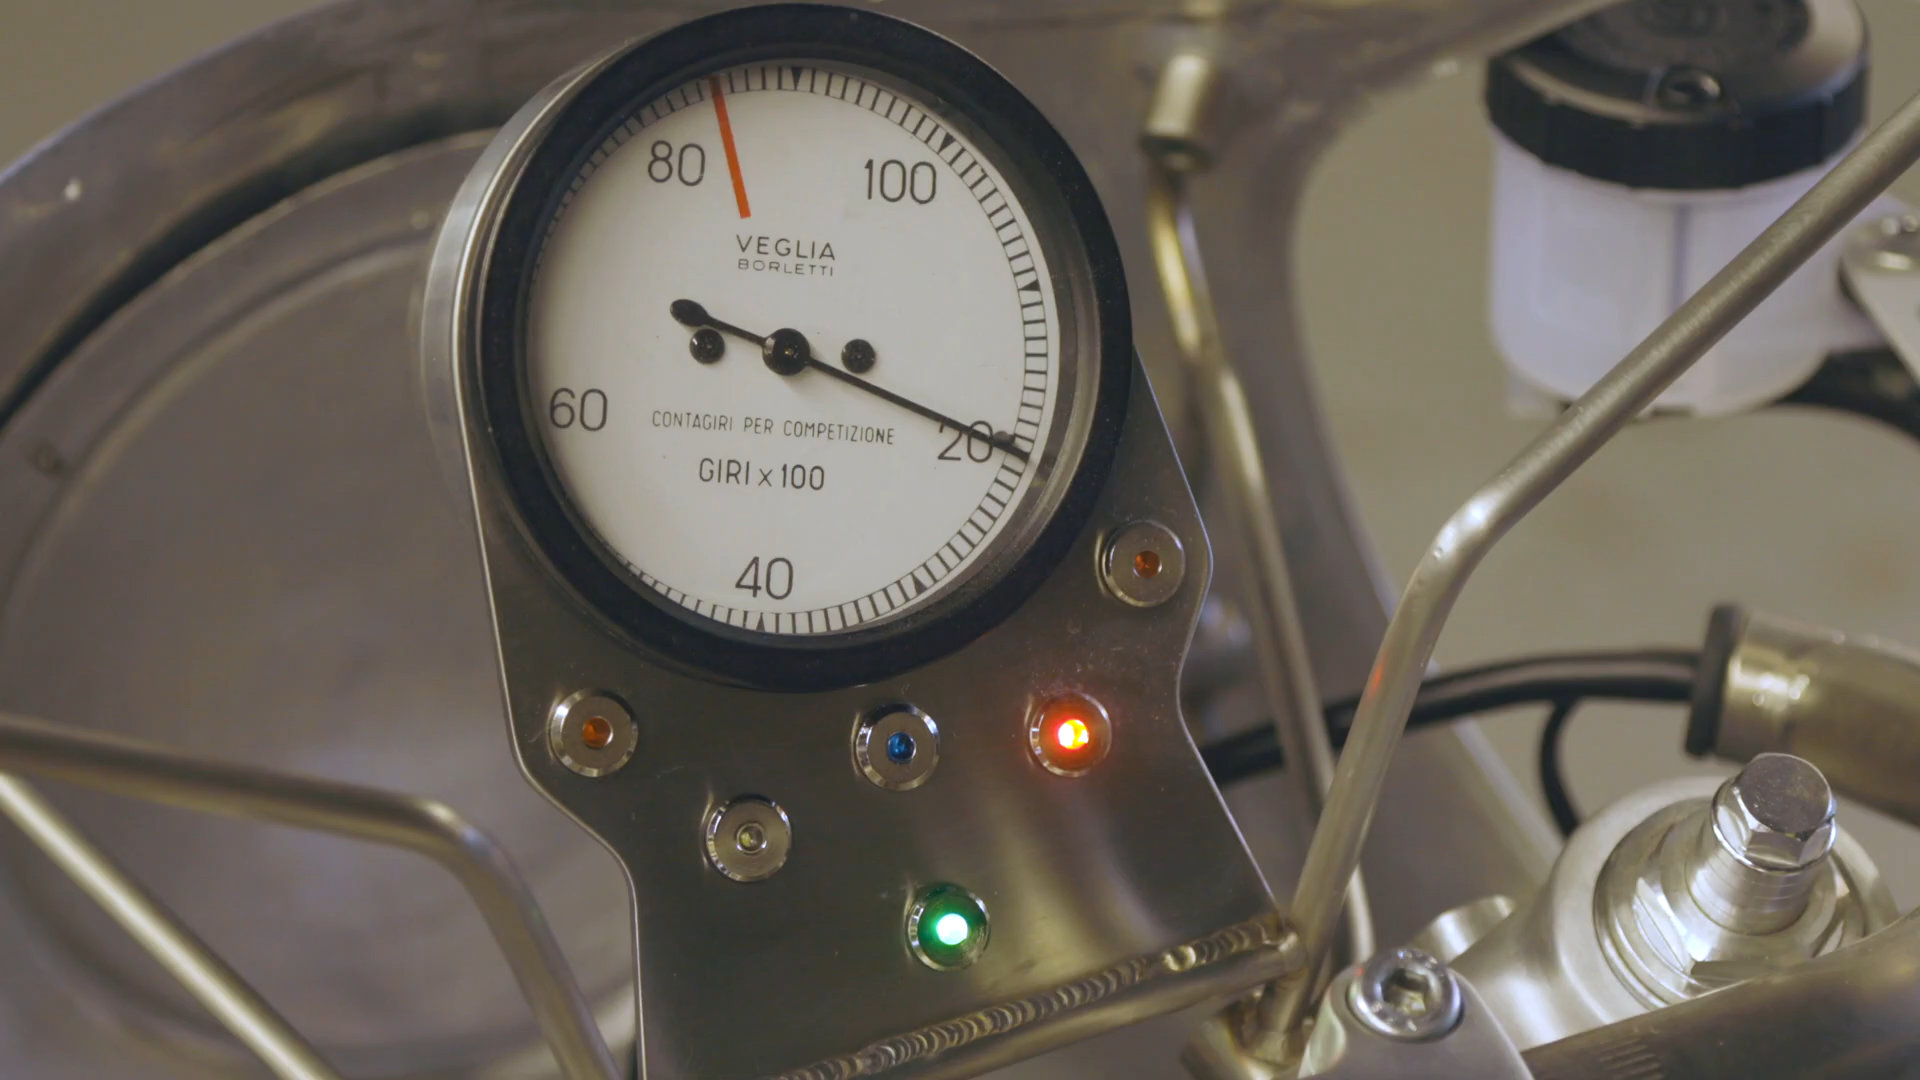 80
100
VEGLIA
BORLETTI
60
CONTAGIRI PER COMPETIZIONE
20
GIRI x 100
40